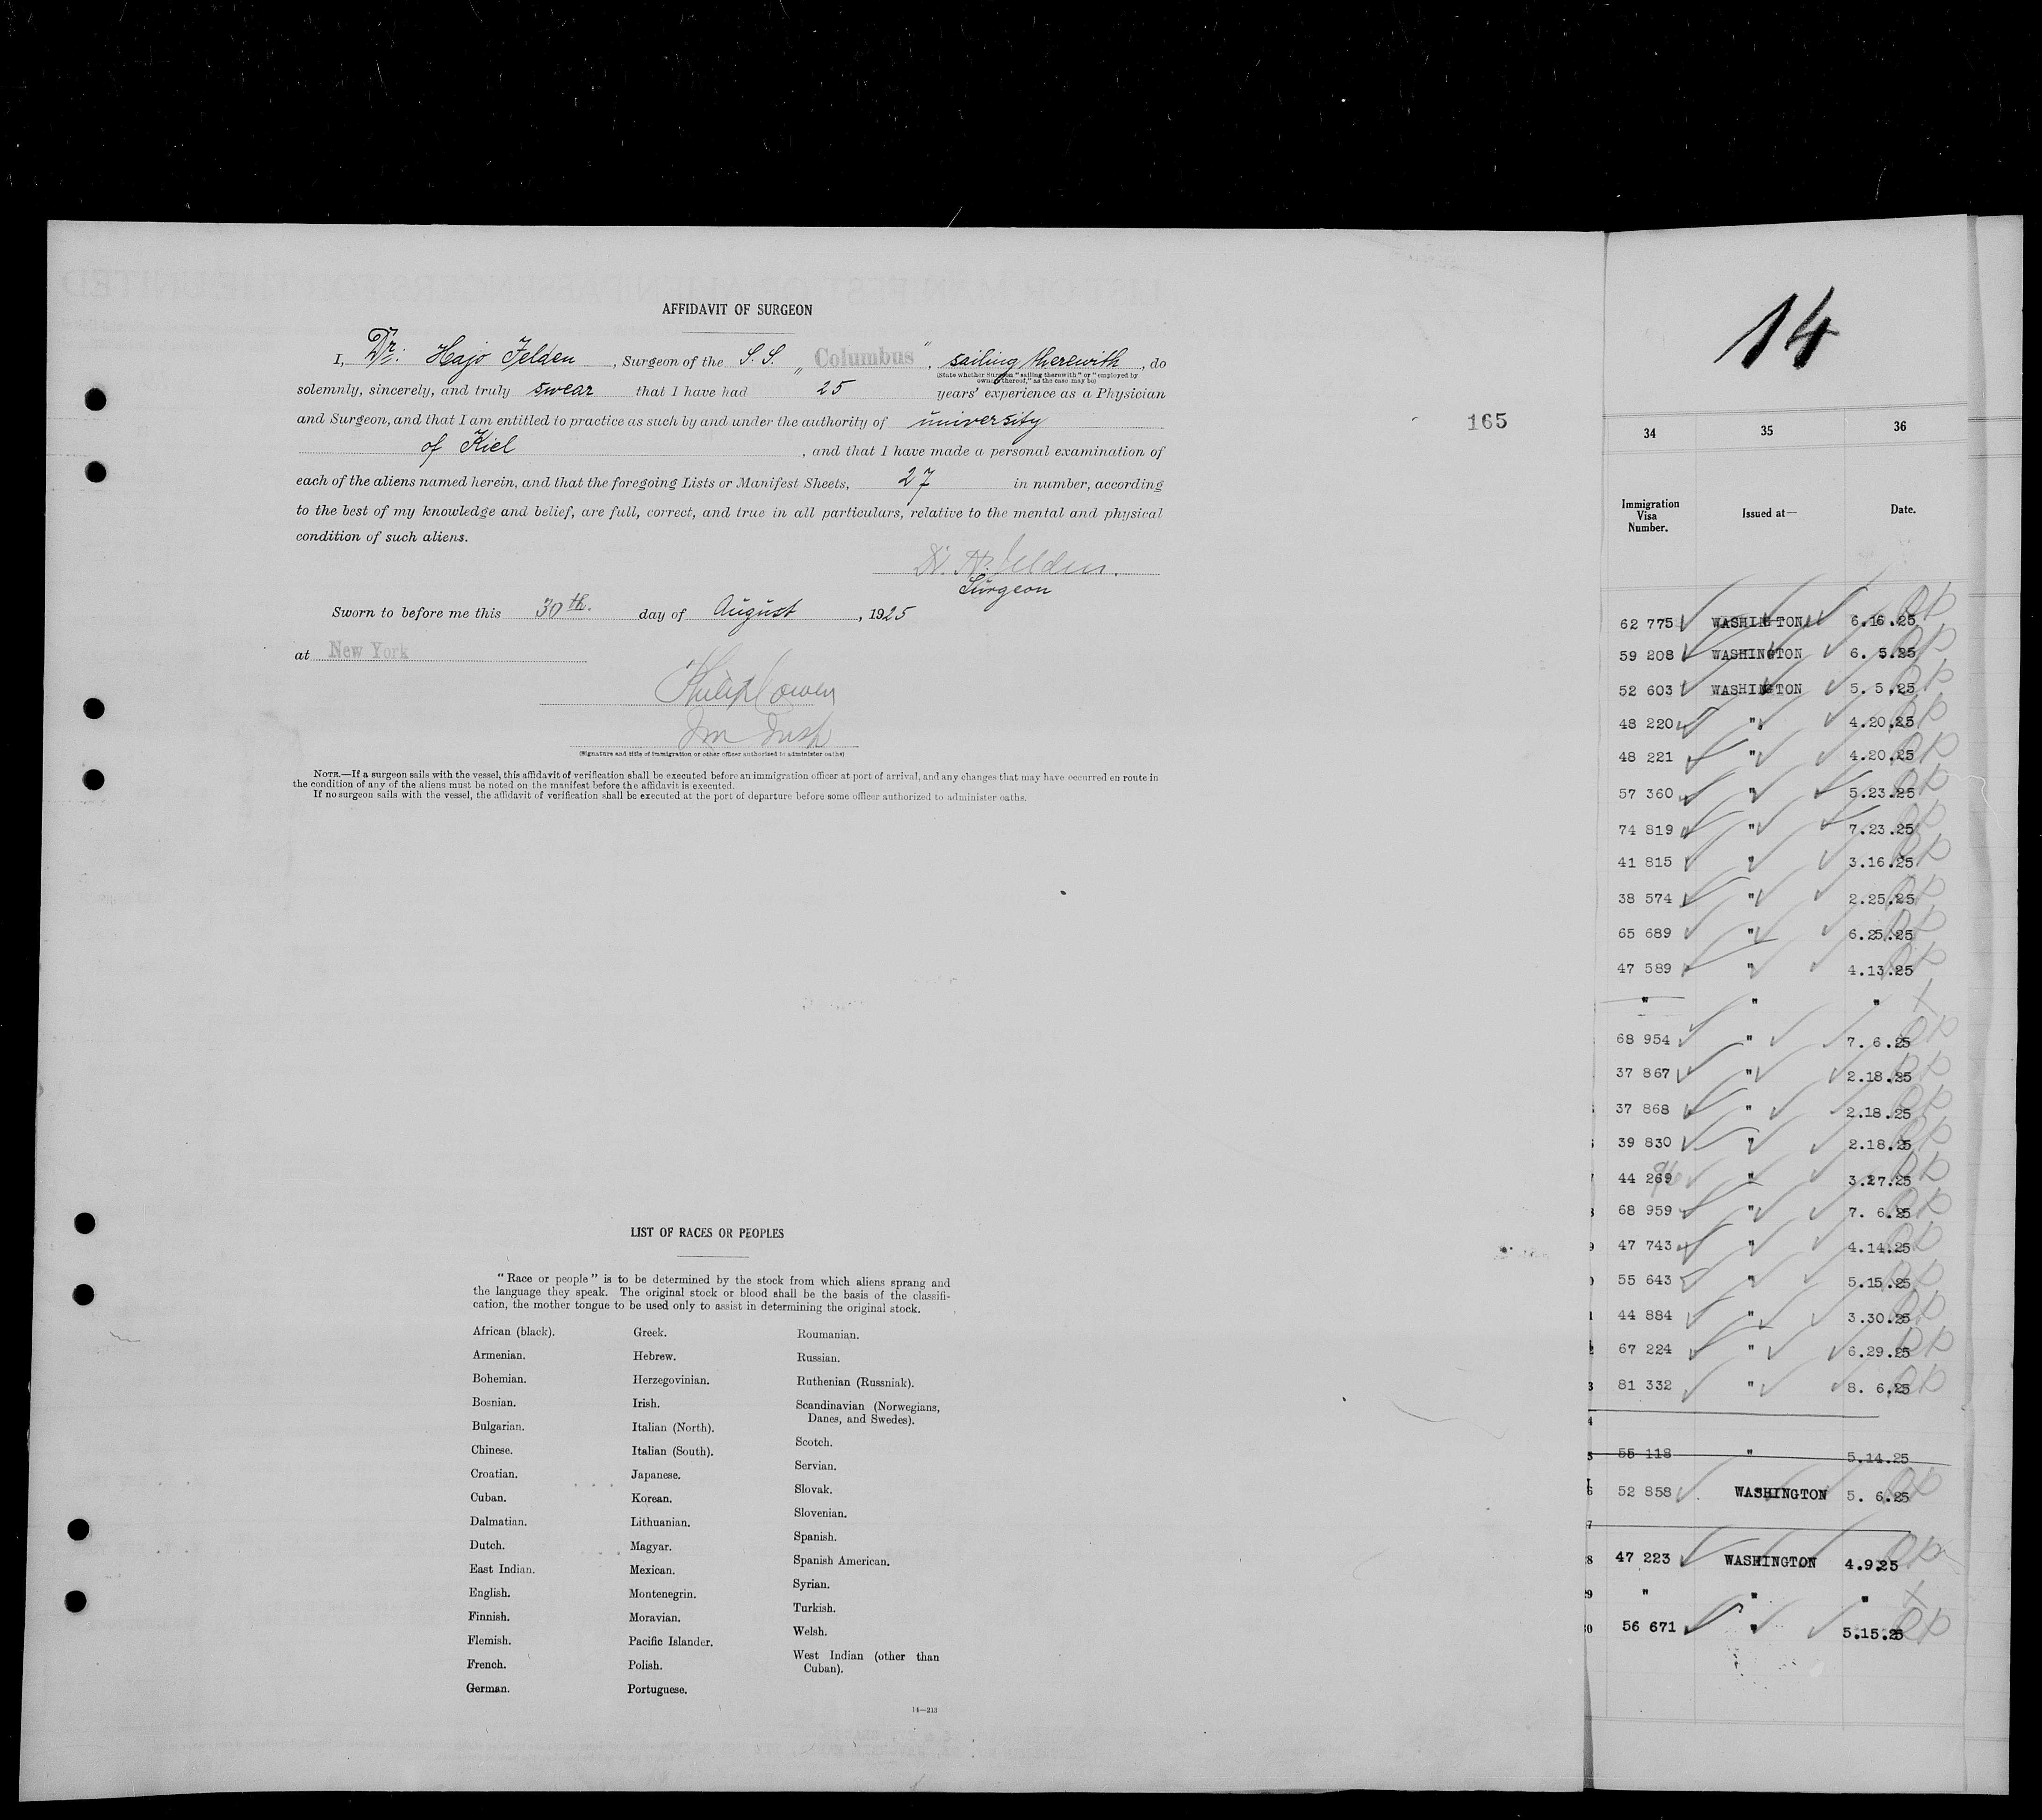 AFFIDAVIT OF SURGEON
I, Dr. Hajo Felden, Surgeon of the S. S. „Columbus", sailing therewith, do
(State whether Surgeon "sailing therewith" or "employed by
owners thereof," as the case may be)
solemnly, sincerely, and truly swear that I have had 25 years' experience as a Physician
and Surgeon, and that I am entitled to practice as such by and under the authority of university
of Kiel, and that I have made a personal examination of
each of the aliens named herein, and that the foregoing Lists or Manifest Sheets, 27 in number, according
to the best of my knowledge and belief, are full, correct, and true in all particulars, relative to the mental and physical
condition of such aliens.
Dr. H. Felden.
Surgeon
Sworn to before me this 30th. day of August, 1925
at New York
Philip Cowen
Im Insp
(Signature and title of immigration or other officer authorized to administer oaths)
NOTE.—If a surgeon sails with the vessel, this affidavit of verification shall be executed before an immigration officer at port of arrival, and any changes that may have occurred en route in
the condition of any of the aliens must be noted on the manifest before the affidavit is executed.
If no surgeon sails with the vessel, the affidavit of verification shall be executed at the port of departure before some officer authorized to administer oaths.
165
LIST OF RACES OR PEOPLES
"Race or people" is to be determined by the stock from which aliens sprang and
the language they speak. The original stock or blood shall be the basis of the classifi-
cation, the mother tongue to be used only to assist in determining the original stock.
African (black).
Armenian.
Bohemian.
Bosnian.
Bulgarian.
Chinese.
Croatian.
Cuban.
Dalmatian.
Dutch.
East Indian.
English.
Finnish.
Flemish.
French.
German.
Greek.
Hebrew.
Herzegovinian.
Irish.
Italian (North).
Italian (South).
Japanese.
Korean.
Lithuanian.
Magyar.
Mexican.
Montenegrin.
Moravian.
Pacific Islander.
Polish.
Portuguese.
Roumanian.
Russian.
Ruthenian (Russniak).
Scandinavian (Norwegians,
Danes, and Swedes).
Scotch.
Servian.
Slovak.
Slovenian.
Spanish.
Spanish American.
Syrian.
Turkish.
Welsh.
West Indian (other than
Cuban).
14—213
14
34 35 36
Immigration
Visa
Number.
Issued at—
Date.
62 775 WASHINGTON 6.16.25
59 208 WASHINGTON 6. 5.25
52 603 WASHINGTON 5. 5.25
48 220 " 4.20.25
48 221 " 4.20.25
57 360 " 5.23.25
74 819 " 7.23.25
41 815 " 3.16.25
38 574 " 2.25.25
65 689 " 6.25.25
47 589 " 4.13.25
" " "
68 954 " 7. 6.25
37 867 " 2.18.25
37 868 " 2.18.25
39 830 " 2.18.25
44 269 " 3.27.25
68 959 " 7. 6.25
47 743 " 4.14.25
55 643 " 5.15.25
44 884 " 3.30.25
67 224 " 6.29.25
81 332 " 8. 6.25
55 118 " 5.14.25
52 858 WASHINGTON 5. 6.25
47 223 WASHINGTON 4.9.25
" " "
56 671 " 5.15.25